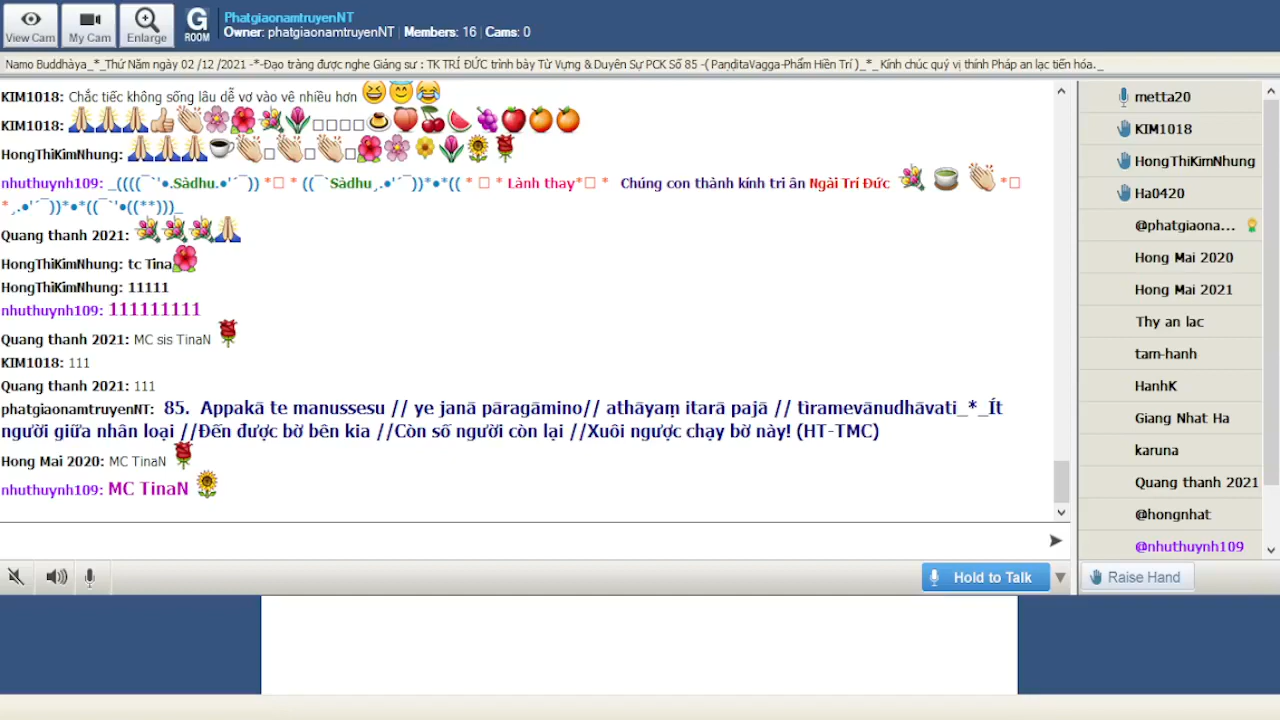 View Cam
My Cam
Enlarge
G ROOM
PhatgiaonamtruyenNT
Owner: phatgiaonamtruyenNT | Members: 16 | Cams: 0
Namo Buddhàya_*_Thứ Năm ngày 02 /12 /2021 -*-Đạo tràng được nghe Giảng sư : TK TRÍ ĐỨC trình bày Từ Vựng & Duyên Sự PCK Số 85 -( PaṇḍitaVagga-Phẩm Hiền Trí )_*_ Kính chúc quý vị thính Pháp an lạc tiến hóa._
KIM1018: Chắc tiếc không sống lâu dễ vơ vào vê nhiều hơn 😆😇😂
KIM1018: 🙏🙏🙏👍👏🌸🌺💐🌷□□□□🍮🍑🍒🍉🍇🍎🍊🍊
HongThiKimNhung: 🙏🙏🙏☕👏□👏□👏□🌺🌸🌼🌷🌻🌹
nhuthuynh109: _((((¯`'•.Sàdhu.•'´¯)) *□ * ((¯`Sàdhu¸.•'´¯))*•*(( * □ * Lành thay*□ * Chúng con thành kính tri ân Ngài Trí Đức 💐 🍵 👏 *□
* ¸.•'´¯))*•*((¯`'•((**)))_
Quang thanh 2021: 💐💐💐🙏
HongThiKimNhung: tc Tina🌺
HongThiKimNhung: 11111
nhuthuynh109: 111111111
Quang thanh 2021: MC sis TinaN 🌹
KIM1018: 111
Quang thanh 2021: 111
phatgiaonamtruyenNT: 85. Appakā te manussesu // ye janā pāragāmino// athāyaṃ itarā pajā // tìramevānudhāvati_*_Ít
người giữa nhân loại //Đến được bờ bên kia //Còn số người còn lại //Xuôi ngược chạy bờ này! (HT-TMC)
Hong Mai 2020: MC TinaN 🌹
nhuthuynh109: MC TinaN 🌻
Hold to Talk
metta20
KIM1018
HongThiKimNhung
Ha0420
@phatgiaona...
Hong Mai 2020
Hong Mai 2021
Thy an lac
tam-hanh
HanhK
Giang Nhat Ha
karuna
Quang thanh 2021
@hongnhat
@nhuthuynh109
Raise Hand